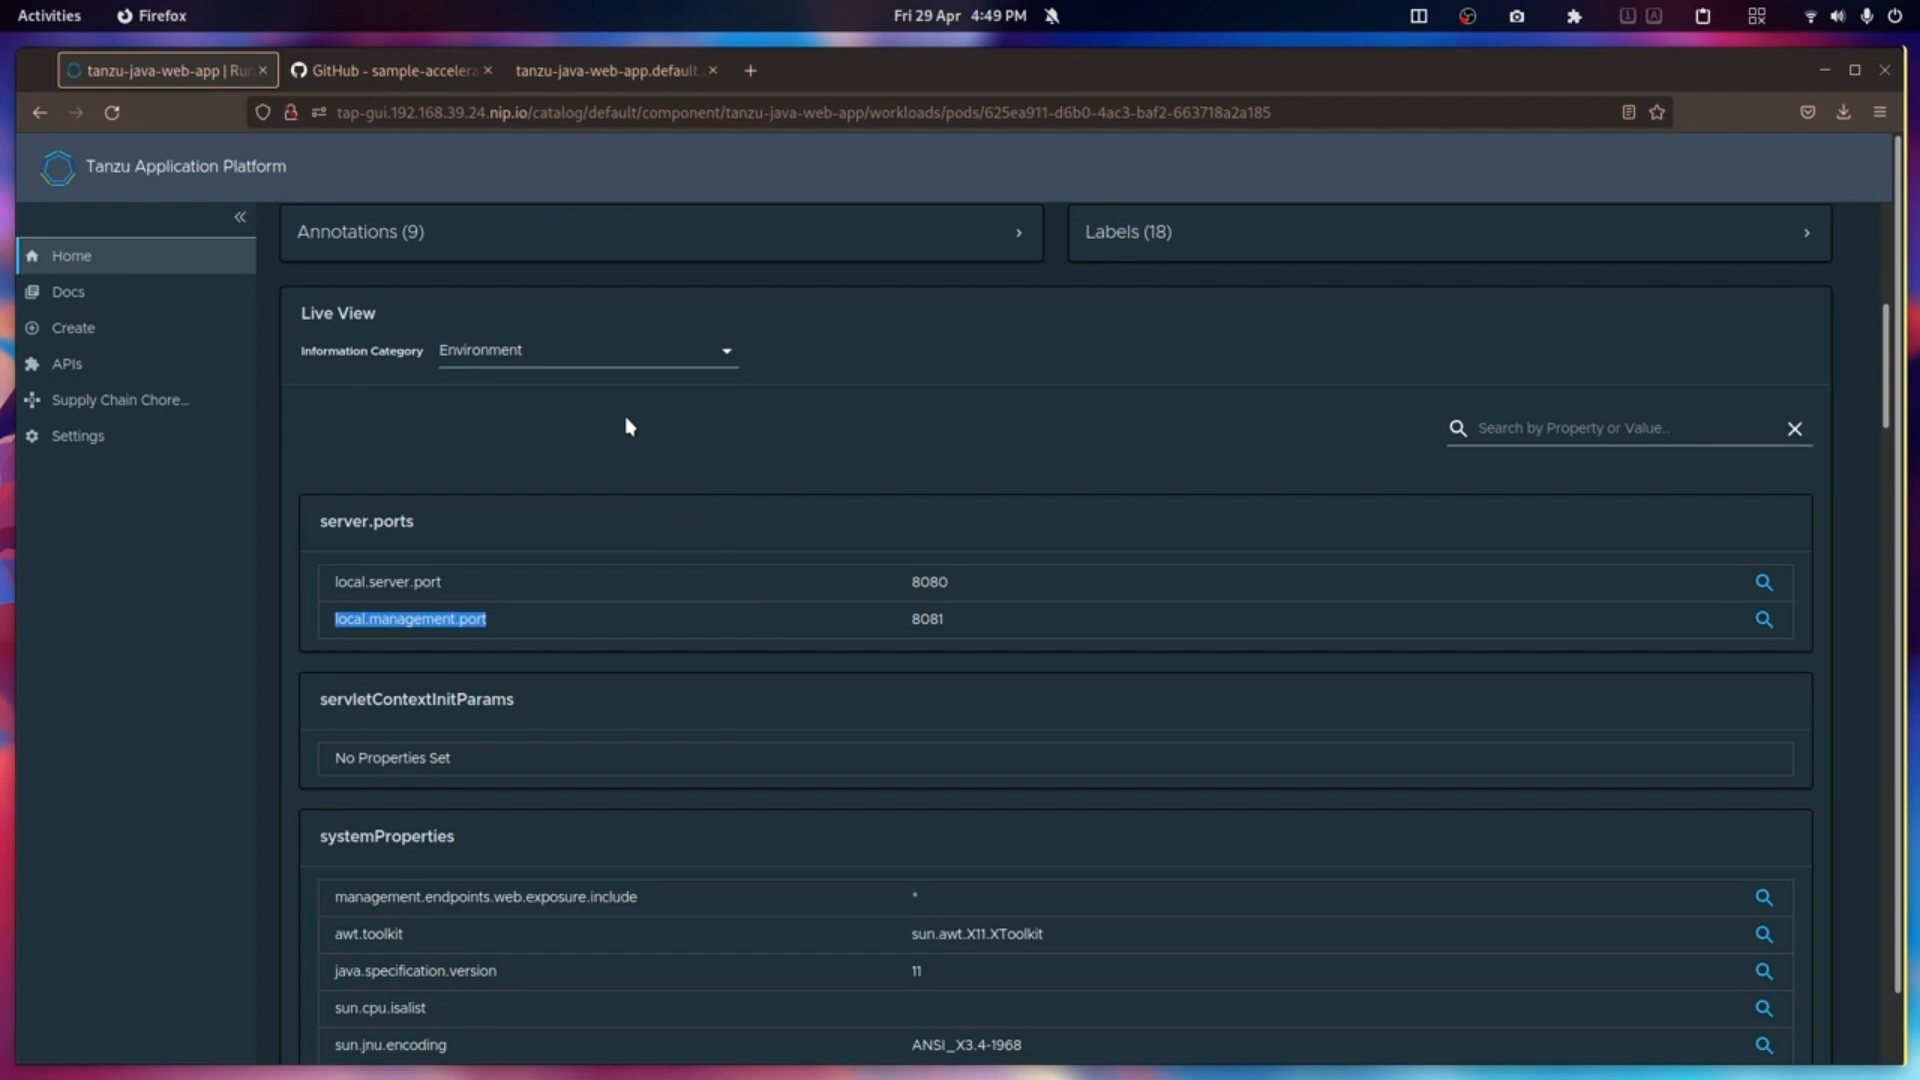 Activities Firefox Fri 29 Apr 4:49 PM
tanzu-java-web-app | Run GitHub - sample-accelera tanzu-java-web-app.default.
tap-gui.192.168.39.24.nip.io/catalog/default/component/tanzu-java-web-app/workloads/pods/625ea911-d6b0-4ac3-baf2-663718a2a185
Tanzu Application Platform
Home
Docs
Create
APIs
Supply Chain Chore...
Settings
Annotations (9)
Labels (18)
Live View
Information Category Environment
Search by Property or Value..
server.ports
local.server.port 8080
local.management.port 8081
servletContextInitParams
No Properties Set
systemProperties
management.endpoints.web.exposure.include *
awt.toolkit sun.awt.X11.XToolkit
java.specification.version 11
sun.cpu.isalist
sun.jnu.encoding ANSI_X3.4-1968